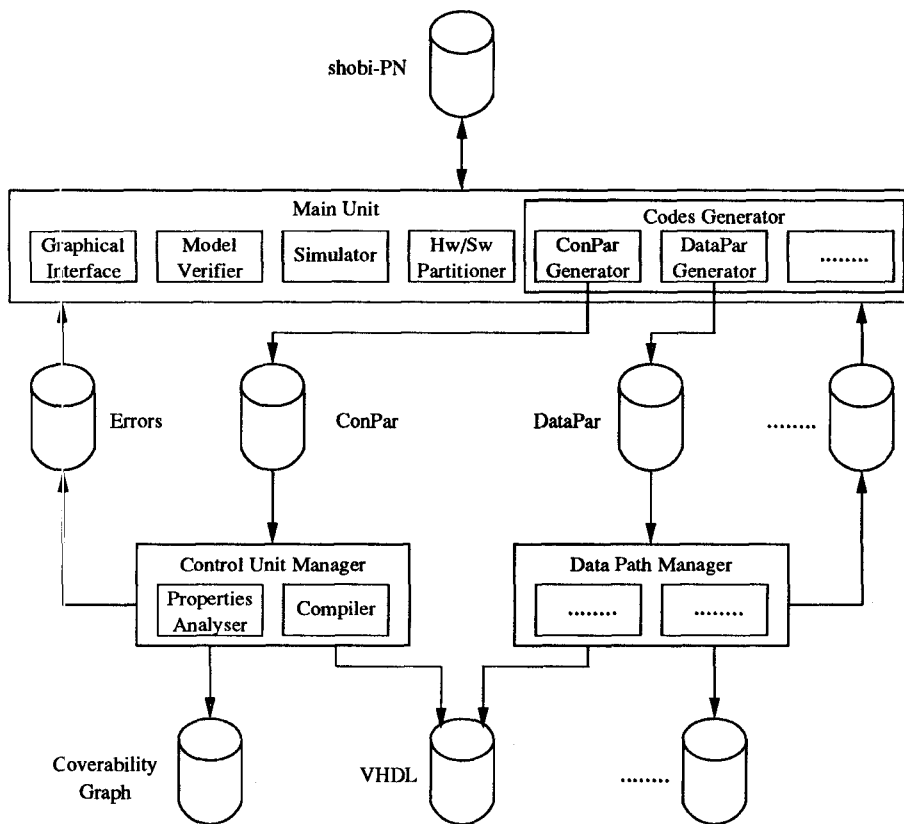 shobi-PN
Main Unit
Codes Generator
Graphical
Interface
Model
Verifier
Simulator
Hw/Sw
Partitioner
ConPar
Generator
DataPar
Generator
........
Errors
ConPar
DataPar
........
Control Unit Manager
Properties
Analyser
Compiler
Data Path Manager
........
........
Coverability
Graph
VHDL
........